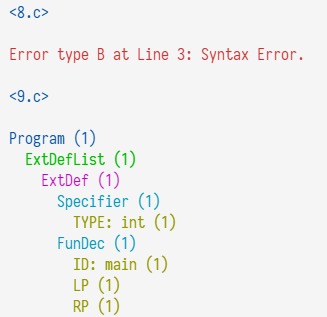 <8.c>
Error type B at Line 3: Syntax Error.
<9.c>
Program (1)
ExtDefList (1)
ExtDef (1)
Specifier (1)
TYPE: int (1)
FunDec (1)
ID: main (1)
LP (1)
RP (1)